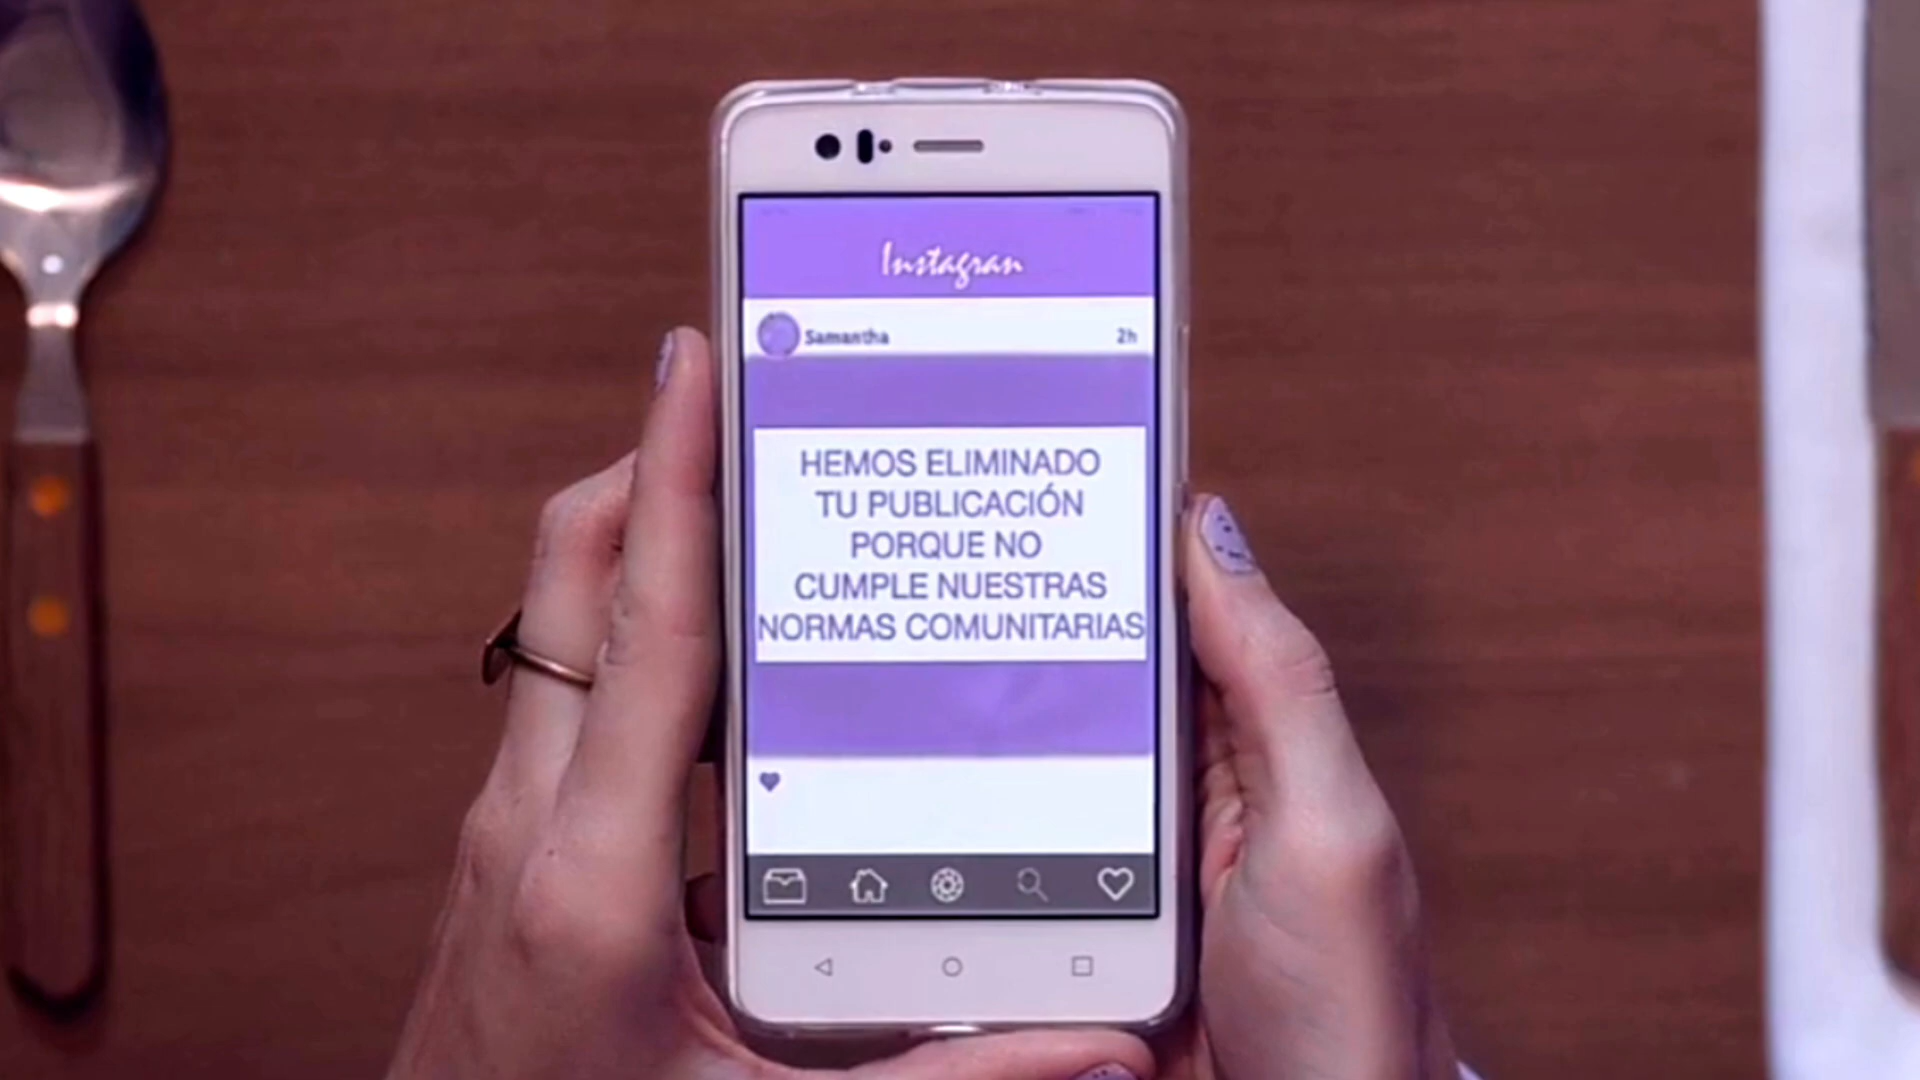 Instagran
Samantha 2h
HEMOS ELIMINADO
TU PUBLICACIÓN
PORQUE NO
CUMPLE NUESTRAS
NORMAS COMUNITARIAS